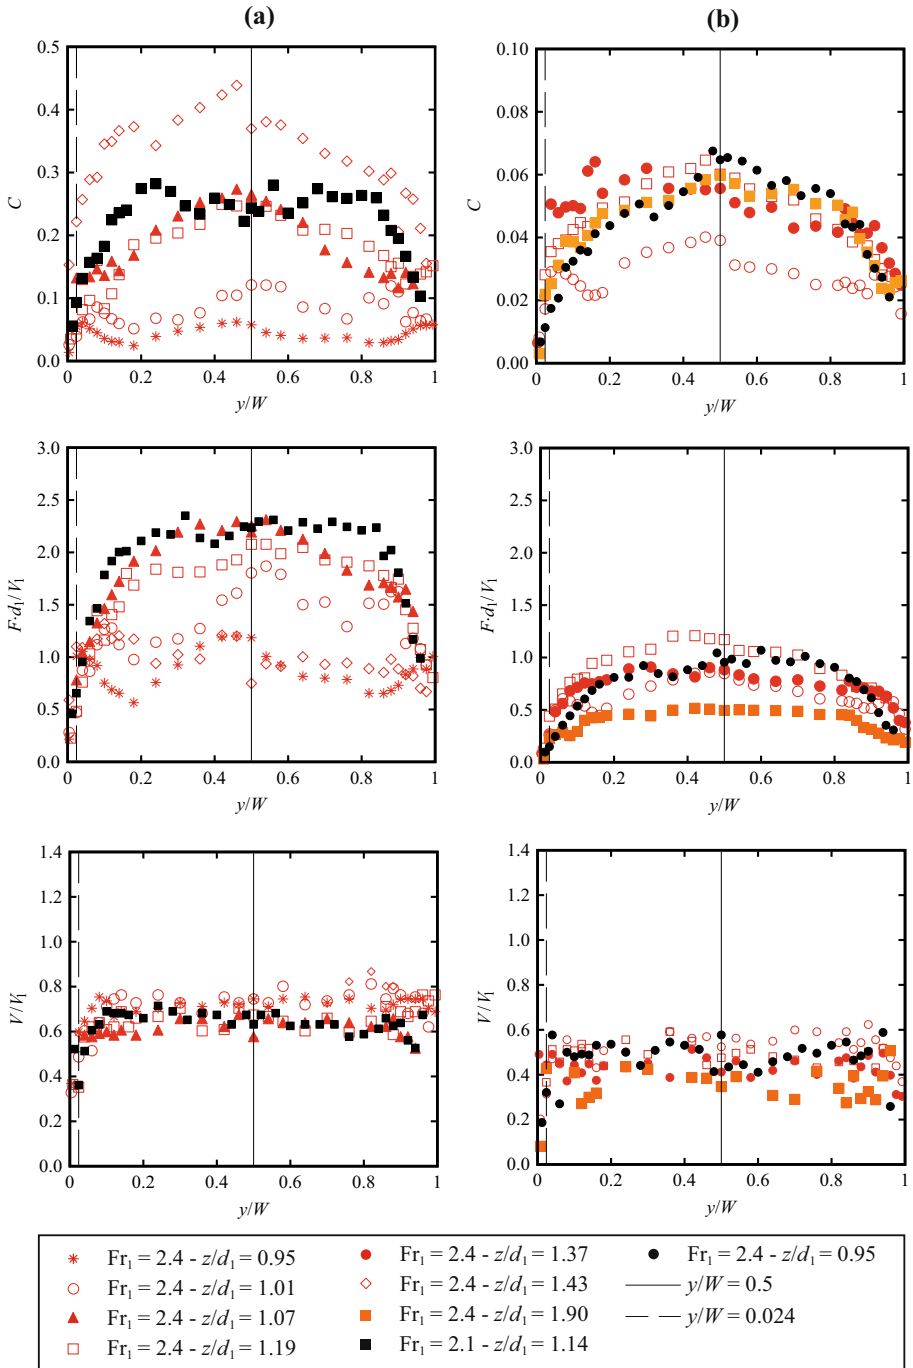 (a)
(b)
0.5
0.4
0.3
0.2
0.1
0.0
C
0 0.2 0.4 0.6 0.8 1
y/W
0.10
0.08
0.06
0.04
0.02
0.00
C
0 0.2 0.4 0.6 0.8 1
y/W
3.0
2.5
2.0
1.5
1.0
0.5
0.0
F·d₁/V₁
0 0.2 0.4 0.6 0.8 1
y/W
3.0
2.5
2.0
1.5
1.0
0.5
0.0
F·d₁/V₁
0 0.2 0.4 0.6 0.8 1
y/W
1.4
1.2
1.0
0.8
0.6
0.4
0.2
0.0
V/V₁
0 0.2 0.4 0.6 0.8 1
y/W
1.4
1.2
1.0
0.8
0.6
0.4
0.2
0.0
V/V₁
0 0.2 0.4 0.6 0.8 1
y/W
Fr₁ = 2.4 - z/d₁ = 0.95
Fr₁ = 2.4 - z/d₁ = 1.01
Fr₁ = 2.4 - z/d₁ = 1.07
Fr₁ = 2.4 - z/d₁ = 1.19
Fr₁ = 2.4 - z/d₁ = 1.37
Fr₁ = 2.4 - z/d₁ = 1.43
Fr₁ = 2.4 - z/d₁ = 1.90
Fr₁ = 2.1 - z/d₁ = 1.14
Fr₁ = 2.4 - z/d₁ = 0.95
y/W = 0.5
y/W = 0.024